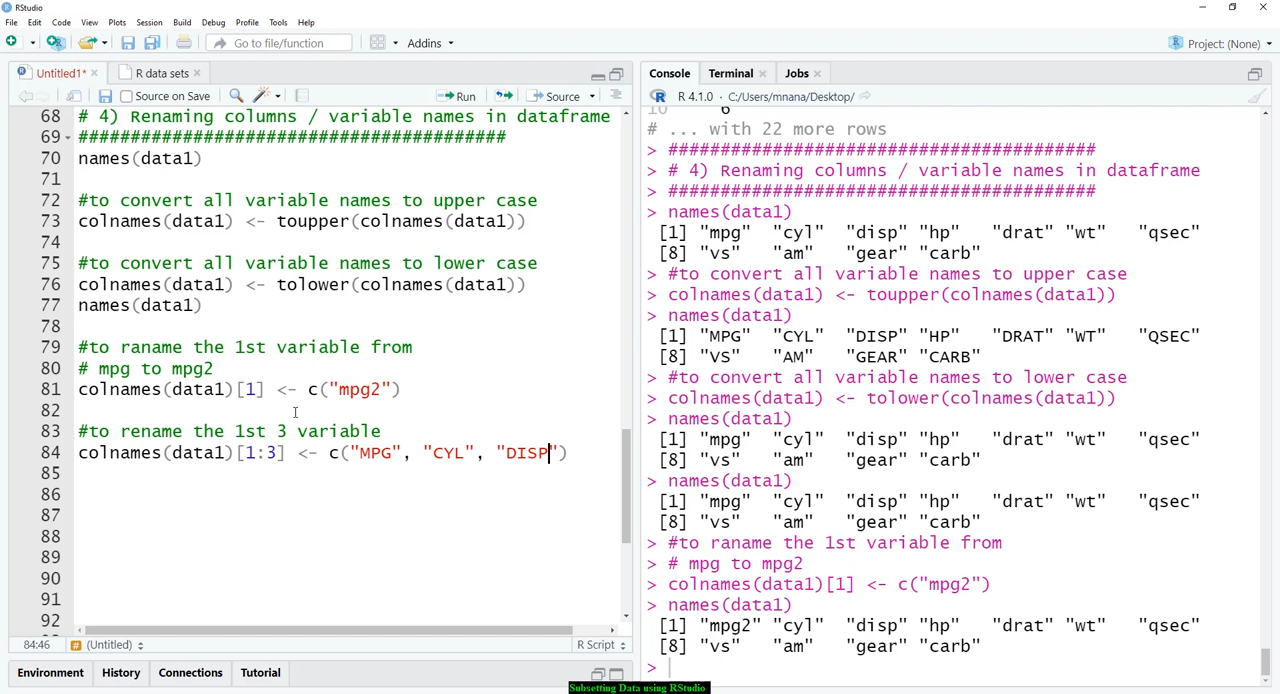 RStudio
File Edit Code View Plots Session Build Debug Profile Tools Help
Go to file/function Addins Project: (None)
Untitled1* R data sets
Source on Save Run Source
68 # 4) Renaming columns / variable names in dataframe
69 #########################################
70 names(data1)
71
72 #to convert all variable names to upper case
73 colnames(data1) <- toupper(colnames(data1))
74
75 #to convert all variable names to lower case
76 colnames(data1) <- tolower(colnames(data1))
77 names(data1)
78
79 #to raname the 1st variable from
80 # mpg to mpg2
81 colnames(data1)[1] <- c("mpg2")
82
83 #to rename the 1st 3 variable
84 colnames(data1)[1:3] <- c("MPG", "CYL", "DISP")
85
86
87
88
89
90
91
92
84:46 # (Untitled) R Script
Environment History Connections Tutorial
Console Terminal Jobs
R 4.1.0 · C:/Users/mnana/Desktop/
10 6
# ... with 22 more rows
> #########################################
> # 4) Renaming columns / variable names in dataframe
> #########################################
> names(data1)
[1] "mpg" "cyl" "disp" "hp" "drat" "wt" "qsec"
[8] "vs" "am" "gear" "carb"
> #to convert all variable names to upper case
> colnames(data1) <- toupper(colnames(data1))
> names(data1)
[1] "MPG" "CYL" "DISP" "HP" "DRAT" "WT" "QSEC"
[8] "VS" "AM" "GEAR" "CARB"
> #to convert all variable names to lower case
> colnames(data1) <- tolower(colnames(data1))
> names(data1)
[1] "mpg" "cyl" "disp" "hp" "drat" "wt" "qsec"
[8] "vs" "am" "gear" "carb"
> names(data1)
[1] "mpg" "cyl" "disp" "hp" "drat" "wt" "qsec"
[8] "vs" "am" "gear" "carb"
> #to raname the 1st variable from
> # mpg to mpg2
> colnames(data1)[1] <- c("mpg2")
> names(data1)
[1] "mpg2" "cyl" "disp" "hp" "drat" "wt" "qsec"
[8] "vs" "am" "gear" "carb"
>
Subsetting Data using RStudio